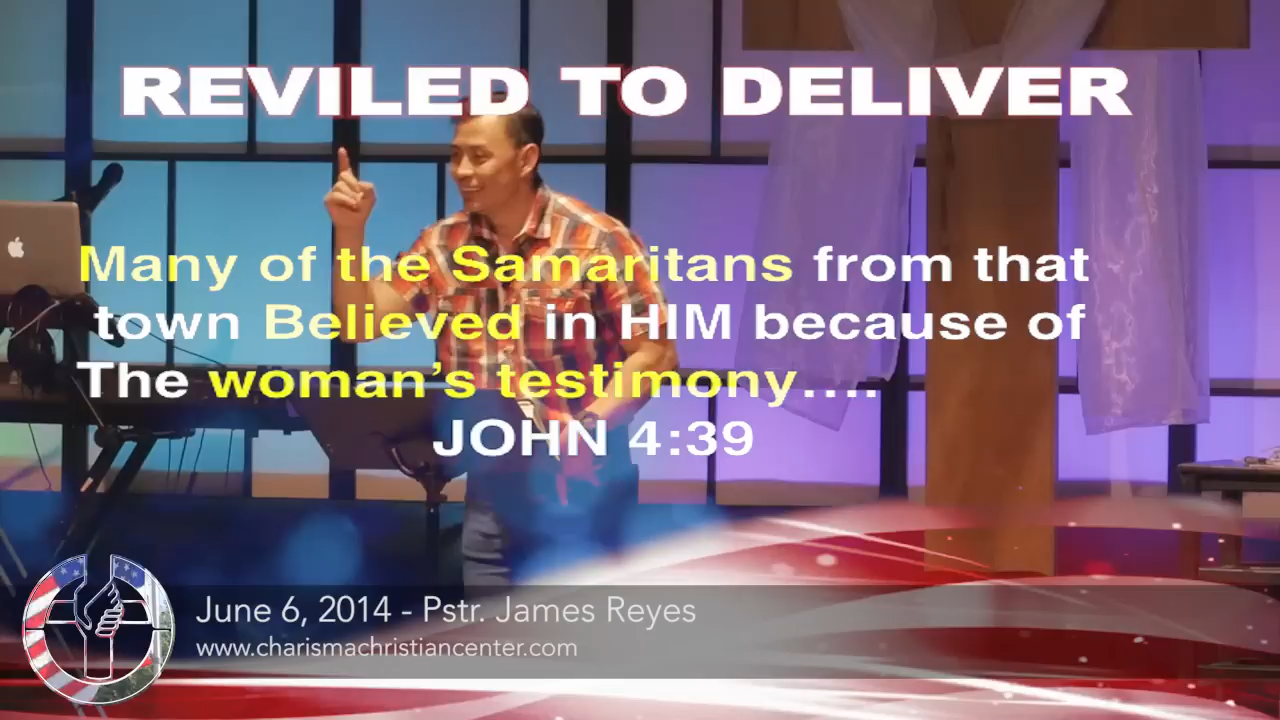 REVILED TO DELIVER
Many of the Samaritans from that
town Believed in HIM because of
The woman’s testimony....
JOHN 4:39
June 6, 2014 - Pstr. James Reyes
www.charismachristiancenter.com